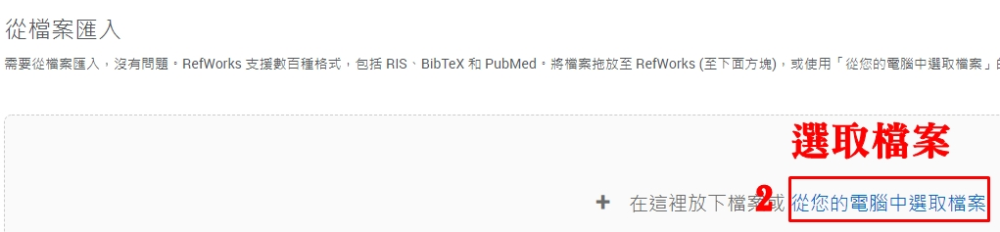 從檔案匯入
需要從檔案匯入，沒有問題。RefWorks 支援數百種格式，包括 RIS、BibTeX 和 PubMed。將檔案拖放至 RefWorks (至下面方塊)，或使用「從您的電腦中選取檔案」的
選取檔案
2
+ 在這裡放下檔案或 從您的電腦中選取檔案